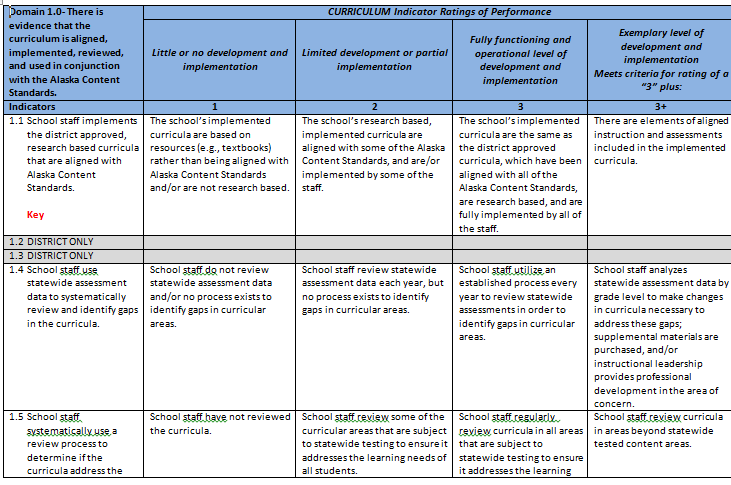 Domain 1.0- There is
evidence that the
curriculum is aligned,
implemented, reviewed,
and used in conjunction
with the Alaska Content
Standards.
CURRICULUM Indicator Ratings of Performance
Little or no development and
implementation
Limited development or partial
implementation
Fully functioning and
operational level of
development and
implementation
Exemplary level of
development and
implementation
Meets criteria for rating of a
“3” plus:
Indicators
1
2
3
3+
1.1 School staff implements
the district approved,
research based curricula
that are aligned with
Alaska Content
Standards.
Key
The school’s implemented
curricula are based on
resources (e.g., textbooks)
rather than being aligned with
Alaska Content Standards
and/or are not research based.
The school’s research based,
implemented curricula are
aligned with some of the Alaska
Content Standards, and are/or
implemented by some of the
staff.
The school’s implemented
curricula are the same as
the district approved
curricula, which have been
aligned with all of the
Alaska Content Standards,
are research based, and are
fully implemented by all of
the staff.
There are elements of aligned
instruction and assessments
included in the implemented
curricula.
1.2 DISTRICT ONLY
1.3 DISTRICT ONLY
1.4 School staff use
statewide assessment
data to systematically
review and identify gaps
in the curricula.
School staff do not review
statewide assessment data
and/or no process exists to
identify gaps in curricular
areas.
School staff review statewide
assessment data each year, but
no process exists to identify
gaps in curricular areas.
School staff utilize an
established process every
year to review statewide
assessments in order to
identify gaps in curricular
areas.
School staff analyzes
statewide assessment data by
grade level to make changes
in curricula necessary to
address these gaps;
supplemental materials are
purchased, and/or
instructional leadership
provides professional
development in the area of
concern.
1.5 School staff
systematically use a
review process to
determine if the
curricula address the
School staff have not reviewed
the curricula.
School staff review some of the
curricular areas that are subject
to statewide testing to ensure it
addresses the learning needs of
all students.
School staff regularly
review curricula in all areas
that are subject to
statewide testing to ensure
it addresses the learning
School staff review curricula
in areas beyond statewide
tested content areas.